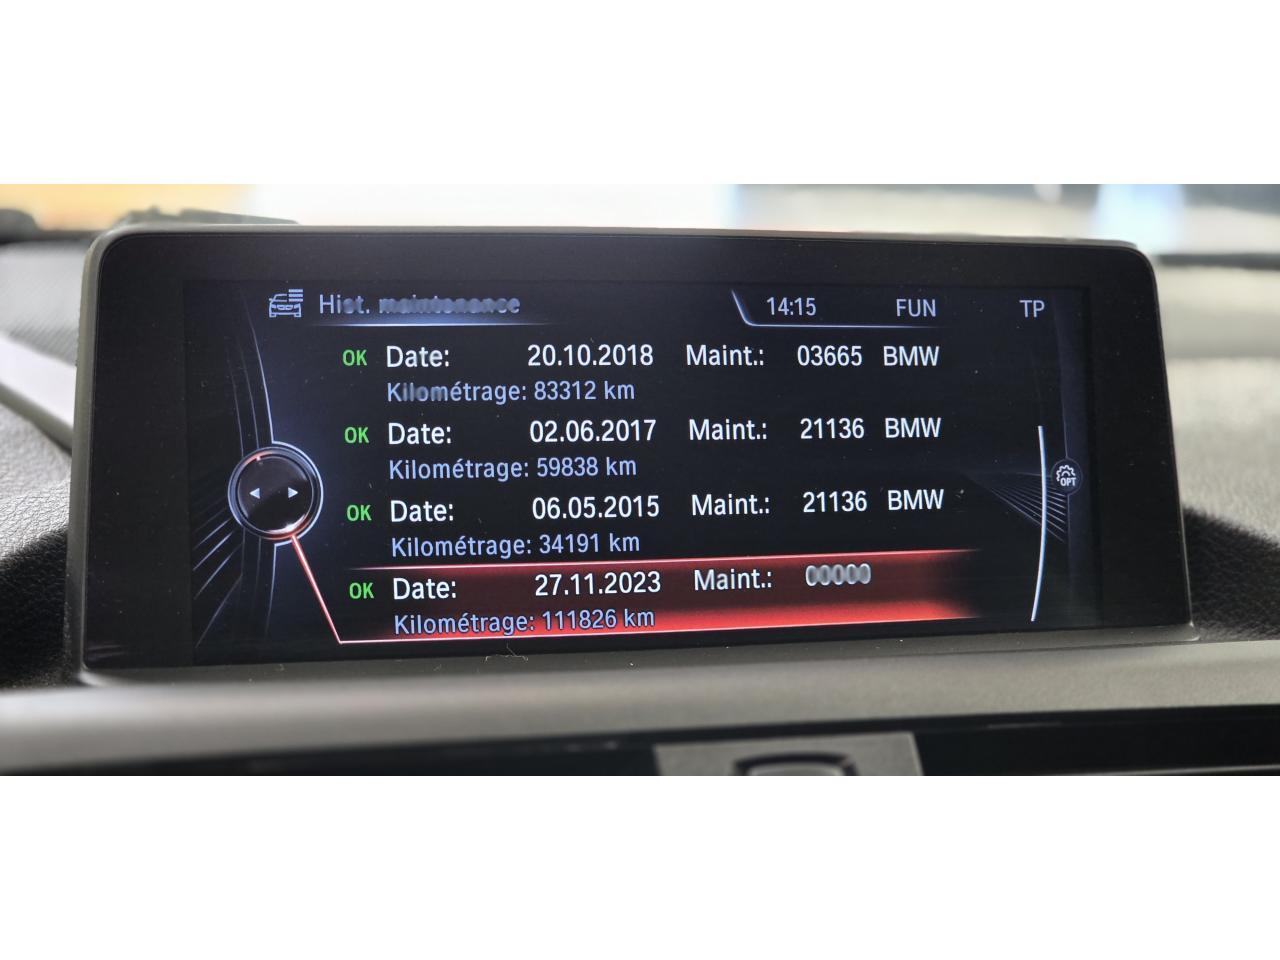 Hist. maintenance 14:15 FUN TP
OK Date: 20.10.2018 Maint.: 03665 BMW
Kilométrage: 83312 km
OK Date: 02.06.2017 Maint.: 21136 BMW
Kilométrage: 59838 km
OPT
OK Date: 06.05.2015 Maint.: 21136 BMW
Kilométrage: 34191 km
OK Date: 27.11.2023 Maint.: 00000
Kilométrage: 111826 km